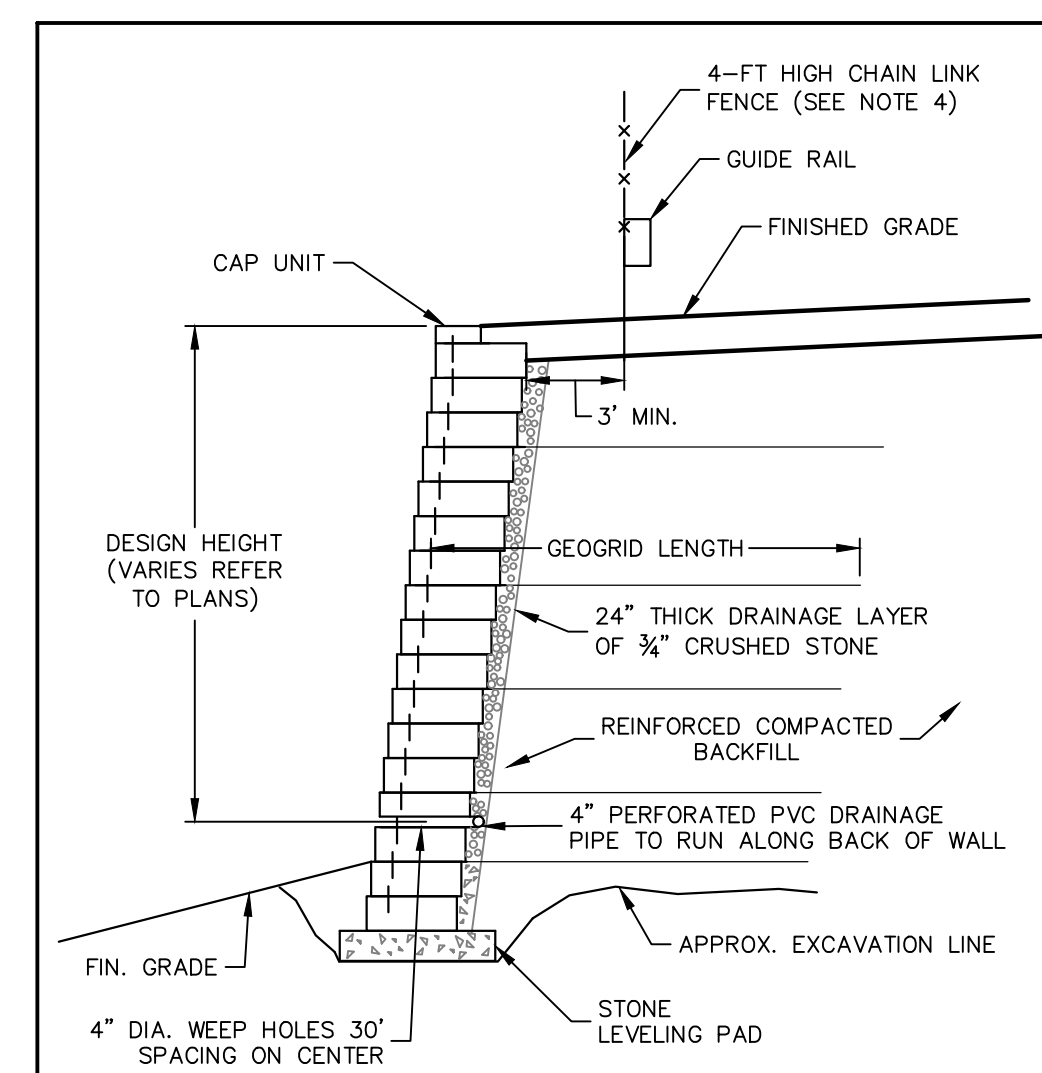 4-FT HIGH CHAIN LINK
FENCE (SEE NOTE 4)
GUIDE RAIL
FINISHED GRADE
CAP UNIT
3' MIN.
DESIGN HEIGHT
(VARIES REFER
TO PLANS)
GEOGRID LENGTH
24" THICK DRAINAGE LAYER
OF ¾" CRUSHED STONE
REINFORCED COMPACTED
BACKFILL
4" PERFORATED PVC DRAINAGE
PIPE TO RUN ALONG BACK OF WALL
APPROX. EXCAVATION LINE
FIN. GRADE
STONE
LEVELING PAD
4" DIA. WEEP HOLES 30'
SPACING ON CENTER